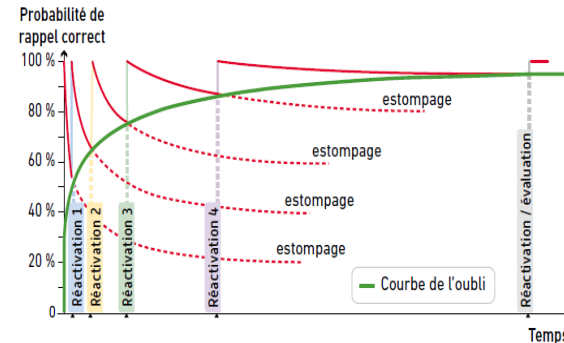 Probabilité de
rappel correct
100 %
80 %
60 %
40 %
20 %
0
estompage
estompage
estompage
estompage
Réactivation 1
Réactivation 2
Réactivation 3
Réactivation 4
Réactivation / évaluation
Courbe de l'oubli
Temps